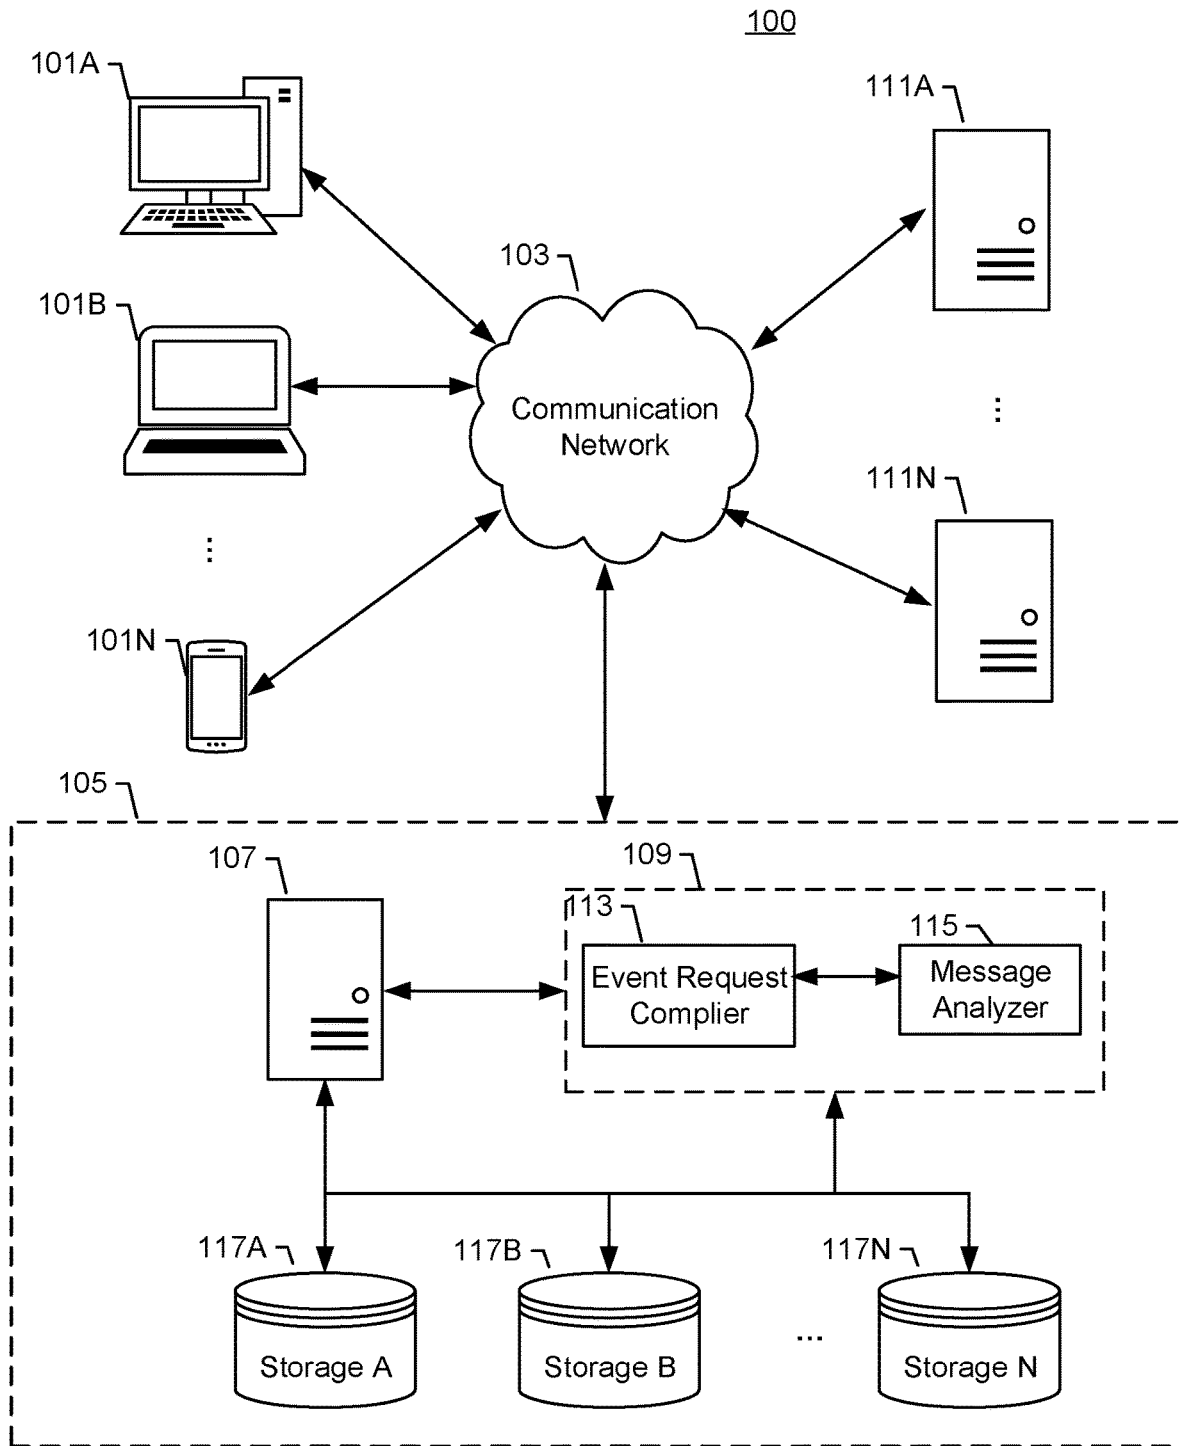 100
101A
111A
103
101B
Communication
Network
111N
⋮
⋮
101N
105
107
109
113
115
Event Request
Complier
Message
Analyzer
117A
117B
117N
Storage A
Storage B
...
Storage N